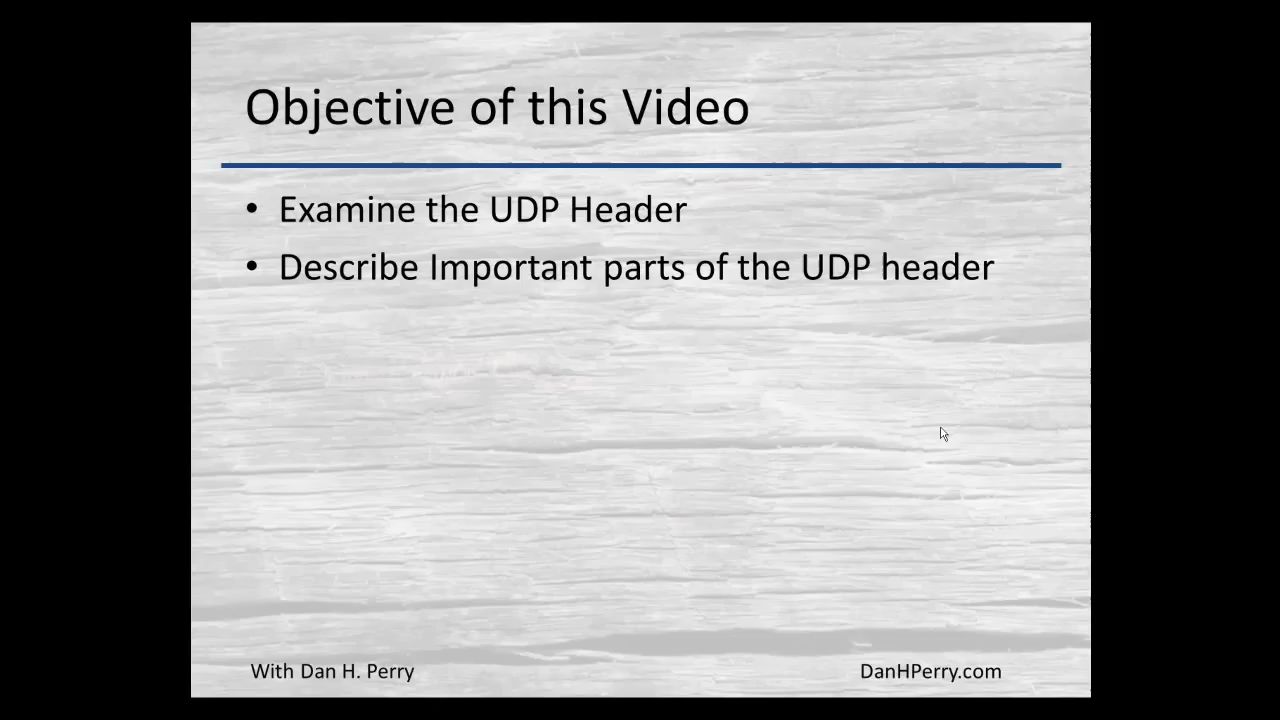 Objective of this Video
• Examine the UDP Header
• Describe Important parts of the UDP header
With Dan H. Perry
DanHPerry.com